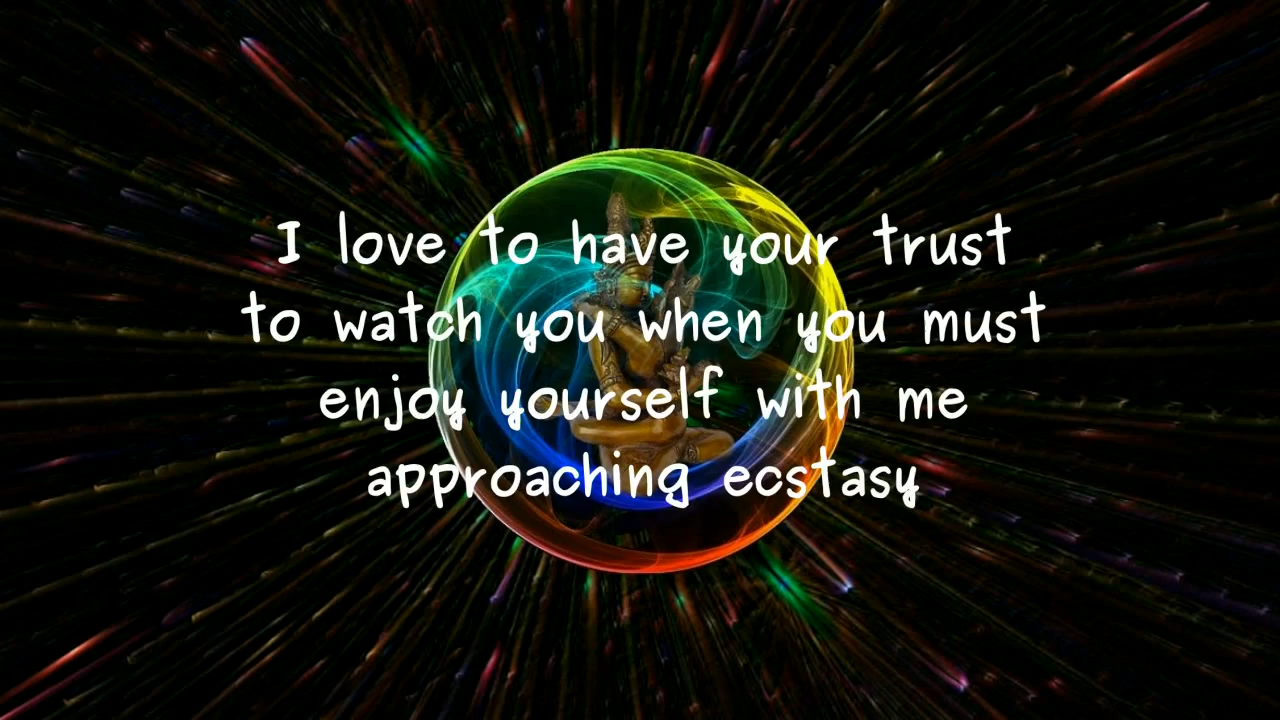 I love to have your trust
to watch you when you must
enjoy yourself with me
approaching ecstasy